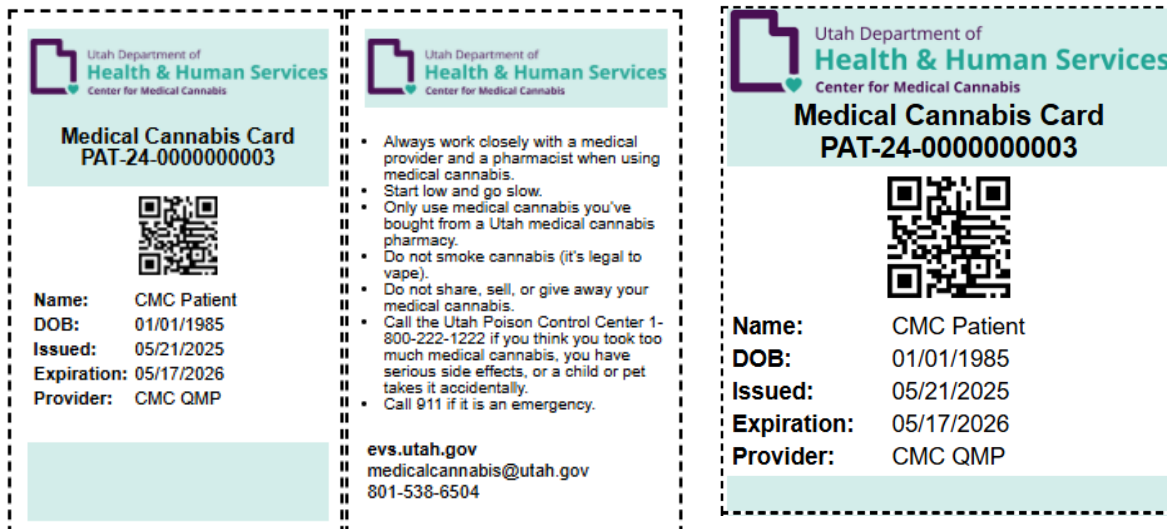 Utah Department of
Health & Human Services
Center for Medical Cannabis
Medical Cannabis Card
PAT-24-0000000003
Name: CMC Patient
DOB: 01/01/1985
Issued: 05/21/2025
Expiration: 05/17/2026
Provider: CMC QMP
Utah Department of
Health & Human Services
Center for Medical Cannabis
• Always work closely with a medical
provider and a pharmacist when using
medical cannabis.
• Start low and go slow.
• Only use medical cannabis you've
bought from a Utah medical cannabis
pharmacy.
• Do not smoke cannabis (it's legal to
vape).
• Do not share, sell, or give away your
medical cannabis.
• Call the Utah Poison Control Center 1-
800-222-1222 if you think you took too
much medical cannabis, you have
serious side effects, or a child or pet
takes it accidentally.
• Call 911 if it is an emergency.
evs.utah.gov
medicalcannabis@utah.gov
801-538-6504
Utah Department of
Health & Human Services
Center for Medical Cannabis
Medical Cannabis Card
PAT-24-0000000003
Name: CMC Patient
DOB: 01/01/1985
Issued: 05/21/2025
Expiration: 05/17/2026
Provider: CMC QMP